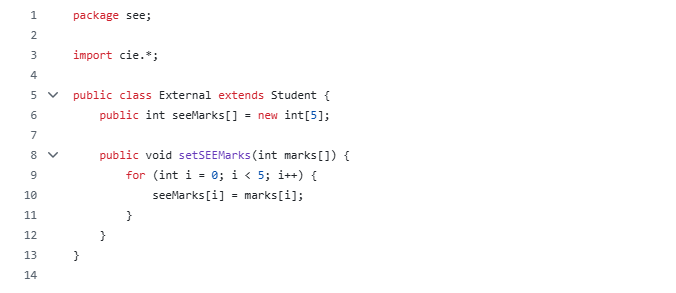 1 package see;
2
3 import cie.*;
4
5 public class External extends Student {
6 public int seeMarks[] = new int[5];
7
8 public void setSEEMarks(int marks[]) {
9 for (int i = 0; i < 5; i++) {
10 seeMarks[i] = marks[i];
11 }
12 }
13 }
14